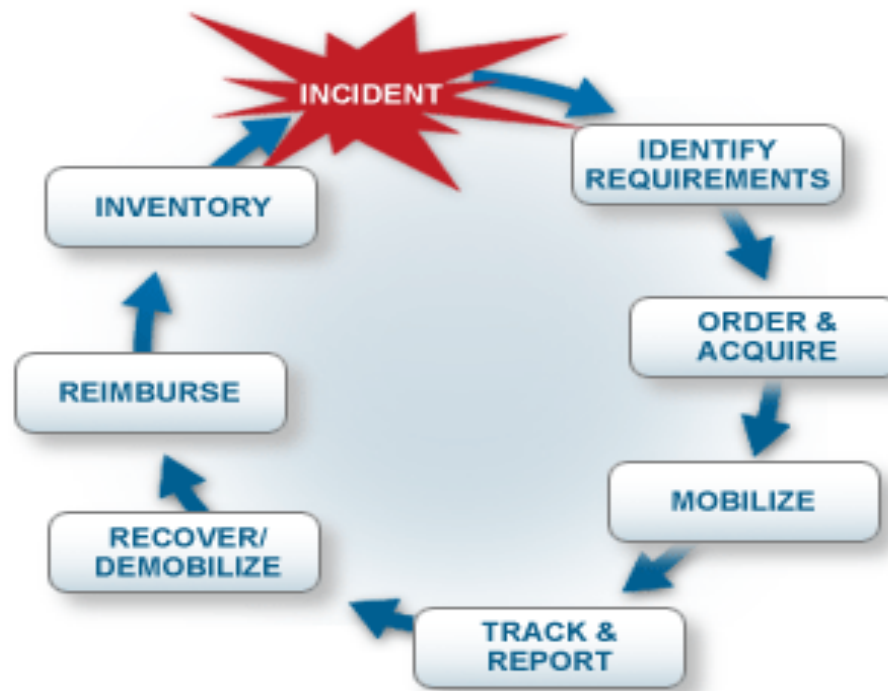 INCIDENT
IDENTIFY
REQUIREMENTS
ORDER &
ACQUIRE
MOBILIZE
TRACK &
REPORT
RECOVER/
DEMOBILIZE
REIMBURSE
INVENTORY